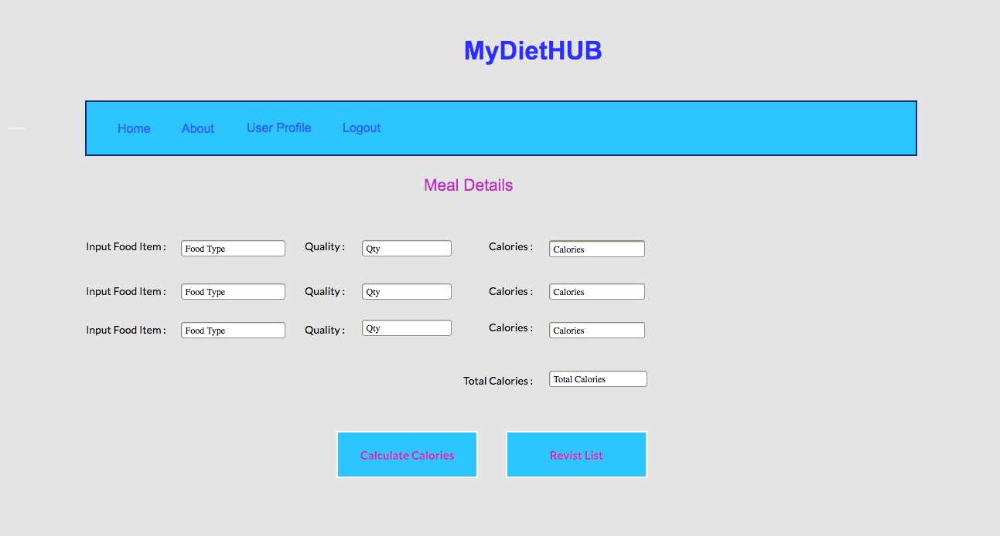 MyDietHUB
Home About User Profile Logout
Meal Details
Input Food Item : Food Type Quality : Qty Calories : Calories
Input Food Item : Food Type Quality : Qty Calories : Calories
Input Food Item : Food Type Quality : Qty Calories : Calories
Total Calories : Total Calories
Calculate Calories Revist List